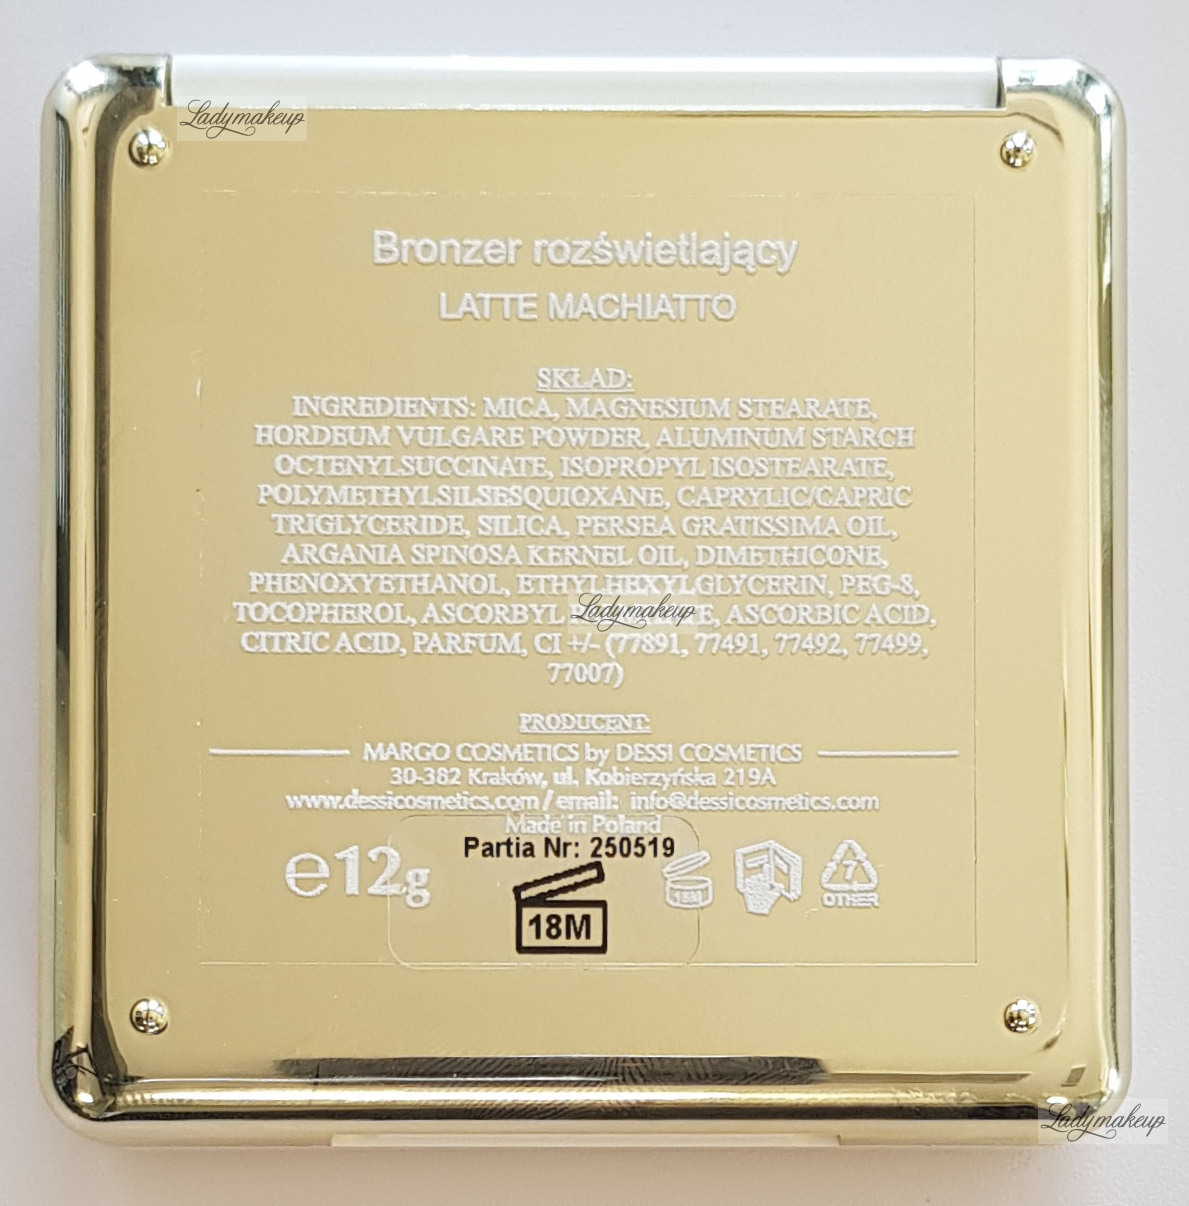 Ladymakeup
Bronzer rozświetlający
LATTE MACHIATTO
SKŁAD:
INGREDIENTS: MICA, MAGNESIUM STEARATE,
HORDEUM VULGARE POWDER, ALUMINUM STARCH
OCTENYLSUCCINATE, ISOPROPYL ISOSTEARATE,
POLYMETHYLSILSESQUIOXANE, CAPRYLIC/CAPRIC
TRIGLYCERIDE, SILICA, PERSEA GRATISSIMA OIL,
ARGANIA SPINOSA KERNEL OIL, DIMETHICONE,
PHENOXYETHANOL, ETHYLHEXYLGLYCERIN, PEG-8,
TOCOPHEROL, ASCORBYL Ladymakeup , ASCORBIC ACID,
CITRIC ACID, PARFUM, CI +/- (77891, 77491, 77492, 77499,
77007)
PRODUCENT:
MARGO COSMETICS by DESSI COSMETICS
30-382 Kraków, ul. Kobierzyńska 219A
www.dessicosmetics.com / email: info@dessicosmetics.com
Made in Poland
Partia Nr: 250519
℮12g 18M 18M 7
OTHER
Ladymakeup